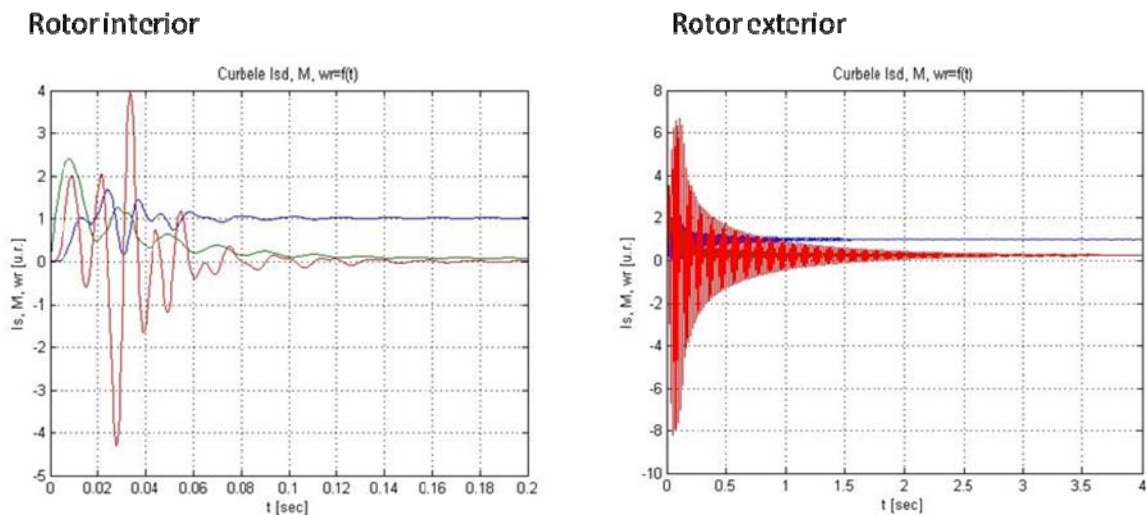 Rotor interior
Rotor exterior
Curbele Isd, M, wr=f(t)
Is, M, wr [u.r.]
4
3
2
1
0
-1
-2
-3
-4
-5
0 0.02 0.04 0.06 0.08 0.1 0.12 0.14 0.16 0.18 0.2
t [sec]
Curbele Isd, M, wr=f(t)
Is, M, wr [u.r.]
8
6
4
2
0
-2
-4
-6
-8
-10
0 0.5 1 1.5 2 2.5 3 3.5 4
t [sec]